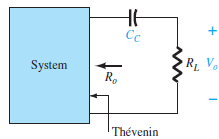 C_C
+
System
R_o
R_L
V_o
–
Thévenin